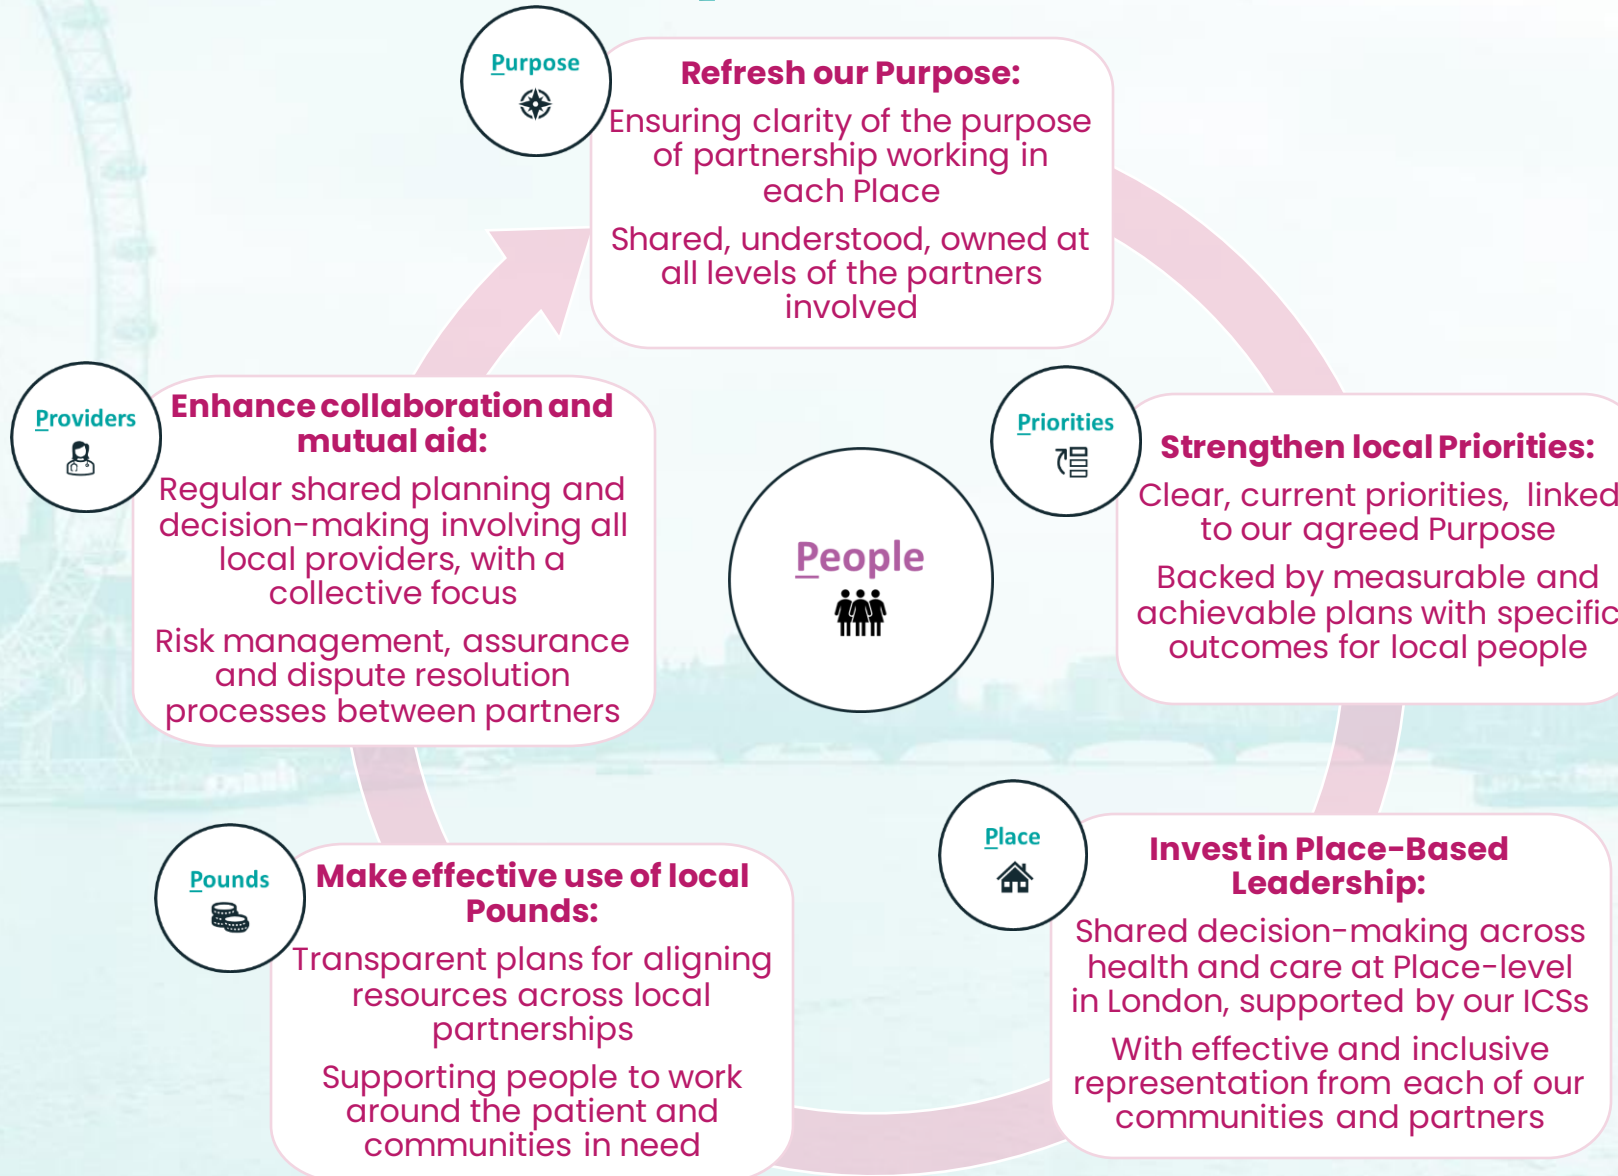 Purpose
Refresh our Purpose:
Ensuring clarity of the purpose
of partnership working in
each Place
Shared, understood, owned at
all levels of the partners
involved
Priorities
Strengthen local Priorities:
Clear, current priorities, linked
to our agreed Purpose
Backed by measurable and
achievable plans with specific
outcomes for local people
Place
Invest in Place-Based
Leadership:
Shared decision-making across
health and care at Place-level
in London, supported by our ICSs
With effective and inclusive
representation from each of our
communities and partners
Pounds
Make effective use of local
Pounds:
Transparent plans for aligning
resources across local
partnerships
Supporting people to work
around the patient and
communities in need
Providers
Enhance collaboration and
mutual aid:
Regular shared planning and
decision-making involving all
local providers, with a
collective focus
Risk management, assurance
and dispute resolution
processes between partners
People